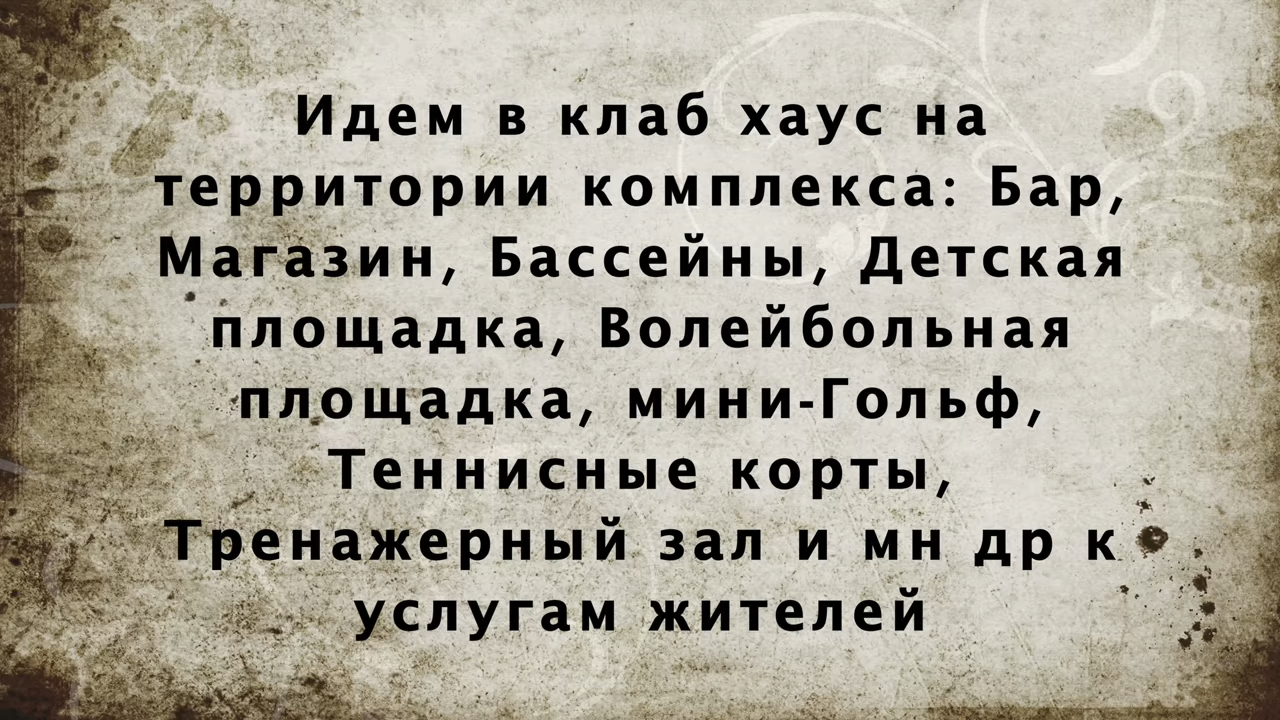 Идем в клаб хаус на
территории комплекса: Бар,
Магазин, Бассейны, Детская
площадка, Волейбольная
площадка, мини-Гольф,
Теннисные корты,
Тренажерный зал и мн др к
услугам жителей